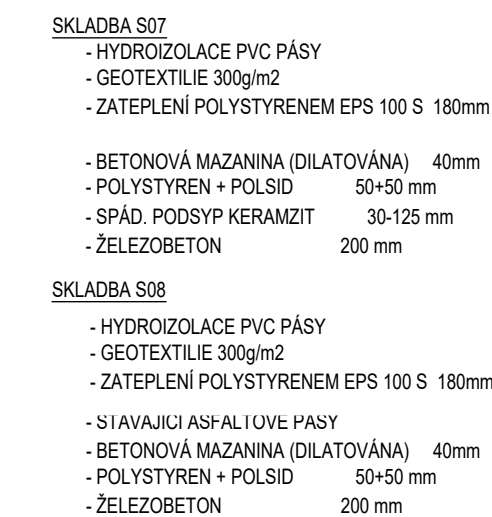 SKLADBA S07
- HYDROIZOLACE PVC PÁSY
- GEOTEXTILIE 300g/m2
- ZATEPLENÍ POLYSTYRENEM EPS 100 S 180mm
- BETONOVÁ MAZANINA (DILATOVÁNA) 40mm
- POLYSTYREN + POLSID 50+50 mm
- SPÁD. PODSYP KERAMZIT 30-125 mm
- ŽELEZOBETON 200 mm
SKLADBA S08
- HYDROIZOLACE PVC PÁSY
- GEOTEXTILIE 300g/m2
- ZATEPLENÍ POLYSTYRENEM EPS 100 S 180mm
- STÁVAJÍCÍ ASFALTOVÉ PÁSY
- BETONOVÁ MAZANINA (DILATOVÁNA) 40mm
- POLYSTYREN + POLSID 50+50 mm
- ŽELEZOBETON 200 mm